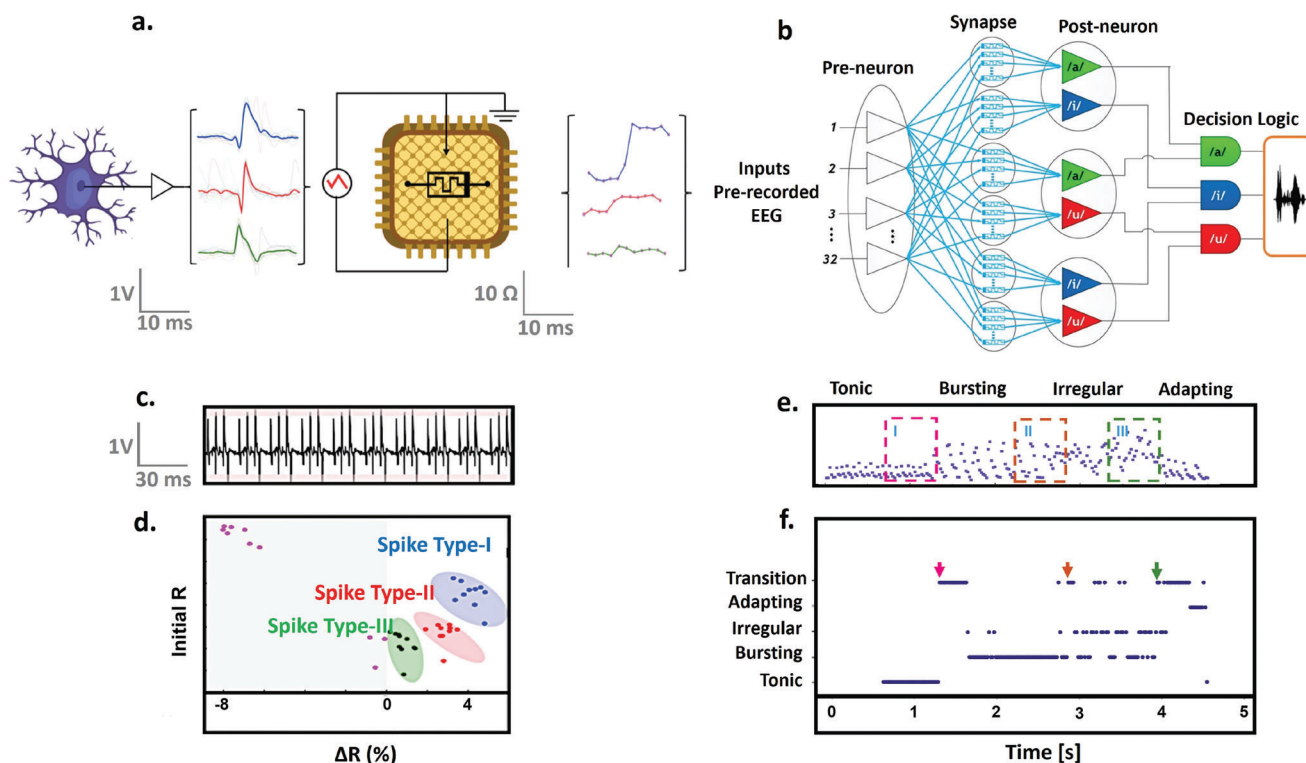 a.
1V
10 ms
10 Ω
10 ms
b
Synapse
Post-neuron
Pre-neuron
Decision Logic
Inputs
Pre-recorded
EEG
1
2
3
32
/a/
/i/
/a/
/u/
/i/
/u/
/a/
/i/
/u/
c.
1V
30 ms
d.
Spike Type-I
Spike Type-II
Spike Type-III
Initial R
-8
0
4
ΔR (%)
Tonic
Bursting
Irregular
Adapting
e.
I
II
III
f.
Transition
Adapting
Irregular
Bursting
Tonic
0
1
2
3
4
5
Time [s]